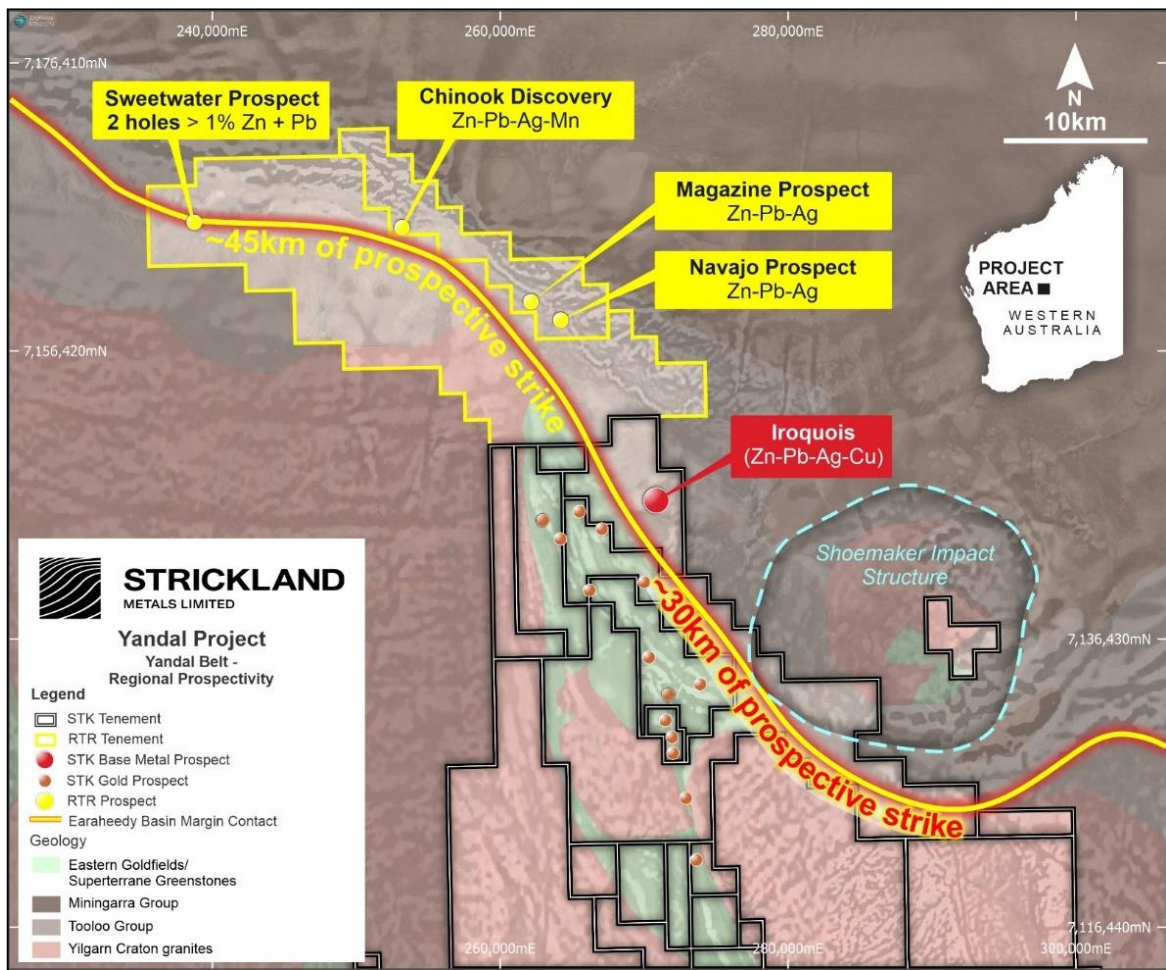 240,000mE
260,000mE
280,000mE
7,176,410mN
Sweetwater Prospect
2 holes > 1% Zn + Pb
Chinook Discovery
Zn-Pb-Ag-Mn
N
10km
Magazine Prospect
Zn-Pb-Ag
Navajo Prospect
Zn-Pb-Ag
PROJECT
AREA
WESTERN
AUSTRALIA
~45km of prospective strike
7,156,420mN
Iroquois
(Zn-Pb-Ag-Cu)
Shoemaker Impact
Structure
~30km of prospective strike
7,136,430mN
STRICKLAND
METALS LIMITED
Yandal Project
Yandal Belt -
Regional Prospectivity
Legend
STK Tenement
RTR Tenement
STK Base Metal Prospect
STK Gold Prospect
RTR Prospect
Earaheedy Basin Margin Contact
Geology
Eastern Goldfields/
Superterrane Greenstones
Miningarra Group
Tooloo Group
Yilgarn Craton granites
7,116,440mN
260,000mE
280,000mE
300,000mE